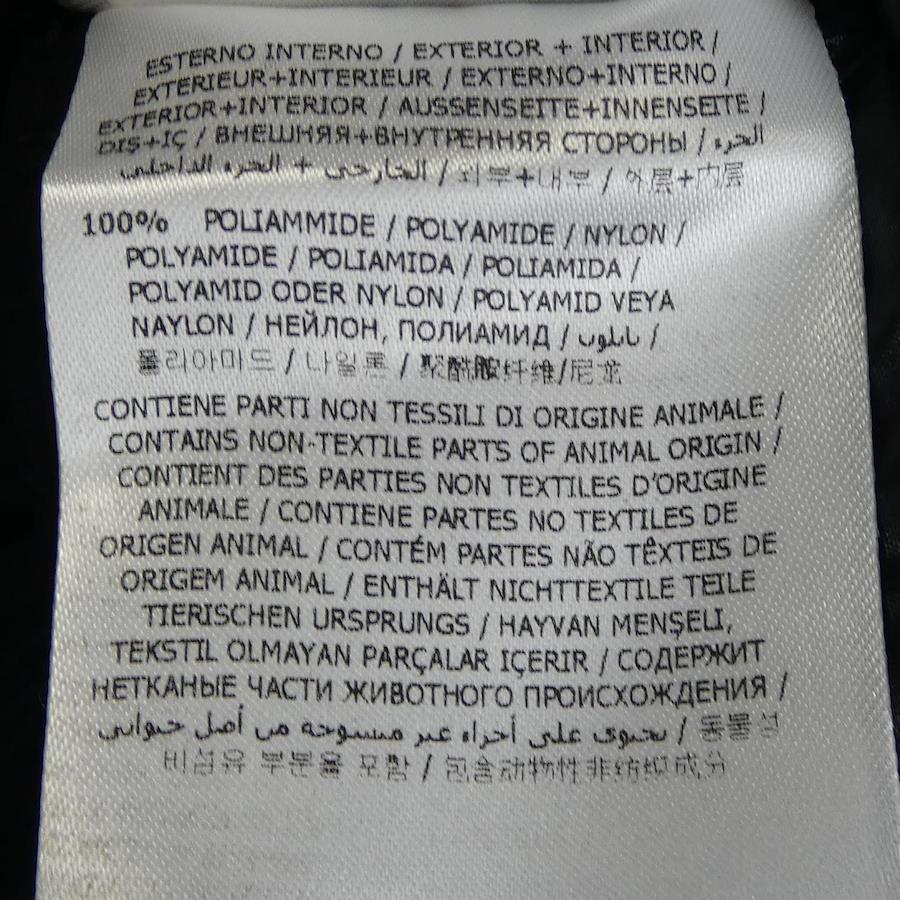 ESTERNO INTERNO / EXTERIOR + INTERIOR /
EXTERIEUR+INTERIEUR / EXTERNO+INTERNO /
EXTERIOR+INTERIOR / AUSSENSEITE+INNENSEITE /
DIŞ+IÇ / ВНЕШНЯЯ+ВНУТРЕННЯЯ СТОРОНЫ / الجزء
الخارجي + الجزء الداخلي / 외부+내부 / 外层+内层
100% POLIAMMIDE / POLYAMIDE / NYLON /
POLYAMIDE / POLIAMIDA / POLIAMIDA /
POLYAMID ODER NYLON / POLYAMID VEYA
NAYLON / НЕЙЛОН, ПОЛИАМИД / نايلون /
폴리아미드 / 나일론 / 聚酰胺纤维/尼龙
CONTIENE PARTI NON TESSILI DI ORIGINE ANIMALE /
CONTAINS NON-TEXTILE PARTS OF ANIMAL ORIGIN /
CONTIENT DES PARTIES NON TEXTILES D'ORIGINE
ANIMALE / CONTIENE PARTES NO TEXTILES DE
ORIGEN ANIMAL / CONTÉM PARTES NÃO TÊXTEIS DE
ORIGEM ANIMAL / ENTHÄLT NICHTTEXTILE TEILE
TIERISCHEN URSPRUNGS / HAYVAN MENŞELI,
TEKSTIL OLMAYAN PARÇALAR IÇERIR / СОДЕРЖИТ
НЕТКАНЫЕ ЧАСТИ ЖИВОТНОГО ПРОИСХОЖДЕНИЯ /
يحتوي على أجزاء غير منسوجة من أصل حيواني / 동물성
비섬유 부분을 포함 / 包含动物性非纺织成分